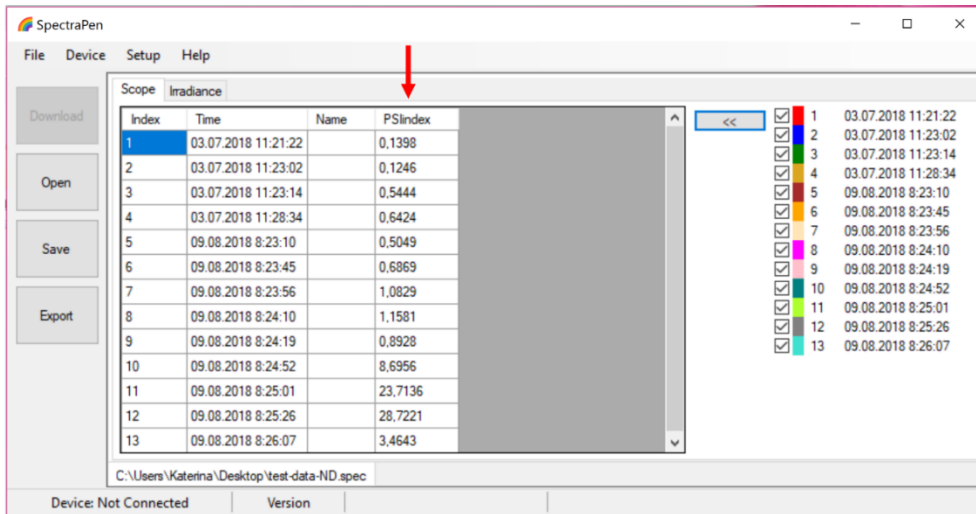 SpectraPen
File Device Setup Help
Download
Open
Save
Export
Scope Irradiance
Index Time Name PSIindex
1 03.07.2018 11:21:22 0,1398
2 03.07.2018 11:23:02 0,1246
3 03.07.2018 11:23:14 0,5444
4 03.07.2018 11:28:34 0,6424
5 09.08.2018 8:23:10 0,5049
6 09.08.2018 8:23:45 0,6869
7 09.08.2018 8:23:56 1,0829
8 09.08.2018 8:24:10 1,1581
9 09.08.2018 8:24:19 0,8928
10 09.08.2018 8:24:52 8,6956
11 09.08.2018 8:25:01 23,7136
12 09.08.2018 8:25:26 28,7221
13 09.08.2018 8:26:07 3,4643
<<
1 03.07.2018 11:21:22
2 03.07.2018 11:23:02
3 03.07.2018 11:23:14
4 03.07.2018 11:28:34
5 09.08.2018 8:23:10
6 09.08.2018 8:23:45
7 09.08.2018 8:23:56
8 09.08.2018 8:24:10
9 09.08.2018 8:24:19
10 09.08.2018 8:24:52
11 09.08.2018 8:25:01
12 09.08.2018 8:25:26
13 09.08.2018 8:26:07
C:\Users\Katerina\Desktop\test-data-ND.spec
Device: Not Connected Version